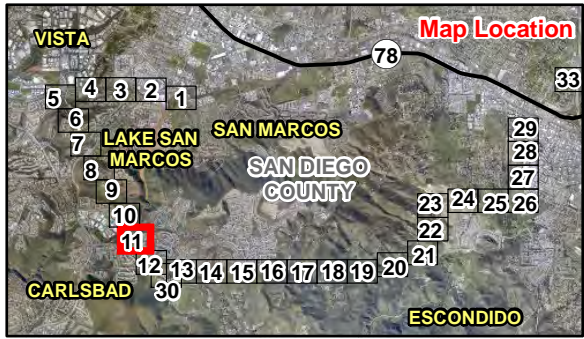 Map Location
VISTA
78
33
5 4 3 2 1
6
7
LAKE SAN
MARCOS
SAN MARCOS
SAN DIEGO
COUNTY
29
28
27
8
9
10
11
12
23 24 25 26
22
21
13 14 15 16 17 18 19 20
30
CARLSBAD
ESCONDIDO